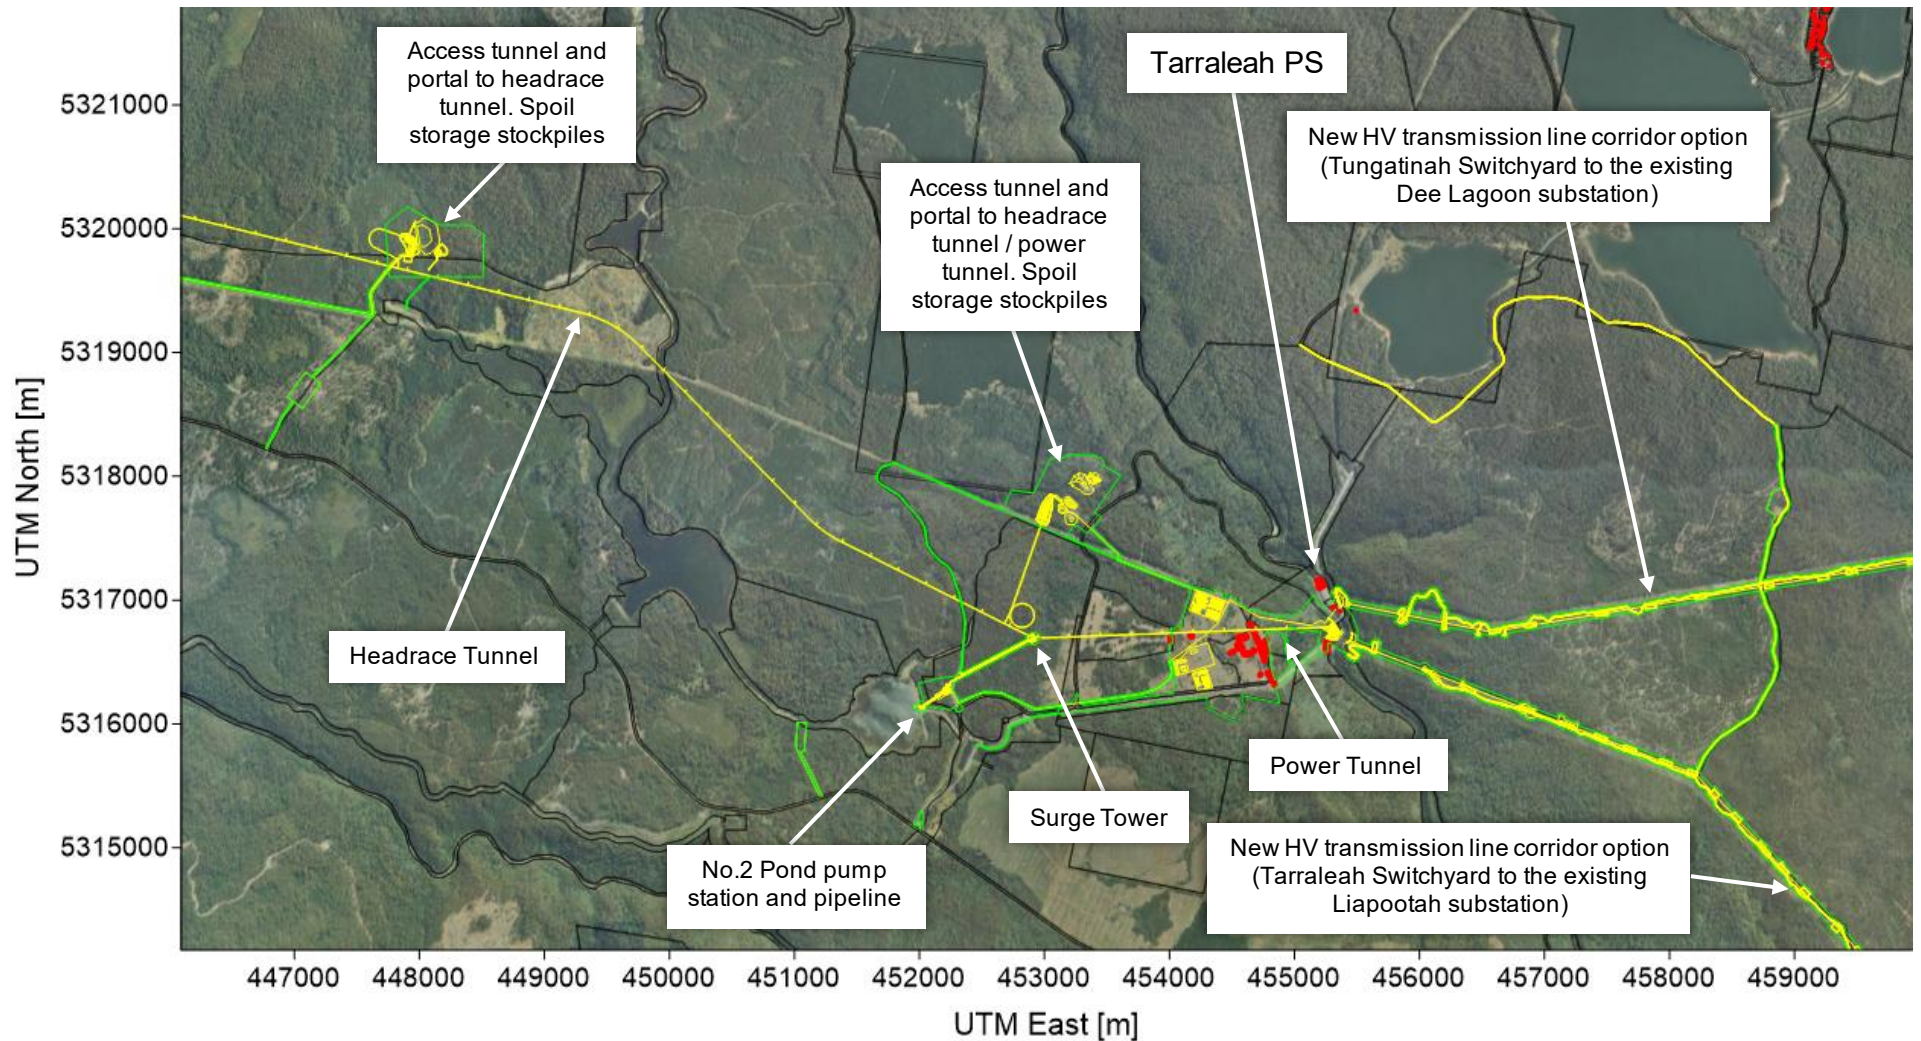 Access tunnel and
portal to headrace
tunnel. Spoil
storage stockpiles
Tarraleah PS
New HV transmission line corridor option
(Tungatinah Switchyard to the existing
Dee Lagoon substation)
Access tunnel and
portal to headrace
tunnel / power
tunnel. Spoil
storage stockpiles
Headrace Tunnel
Power Tunnel
Surge Tower
No.2 Pond pump
station and pipeline
New HV transmission line corridor option
(Tarraleah Switchyard to the existing
Liapootah substation)
UTM North [m]
5321000
5320000
5319000
5318000
5317000
5316000
5315000
447000
448000
449000
450000
451000
452000
453000
454000
455000
456000
457000
458000
459000
UTM East [m]